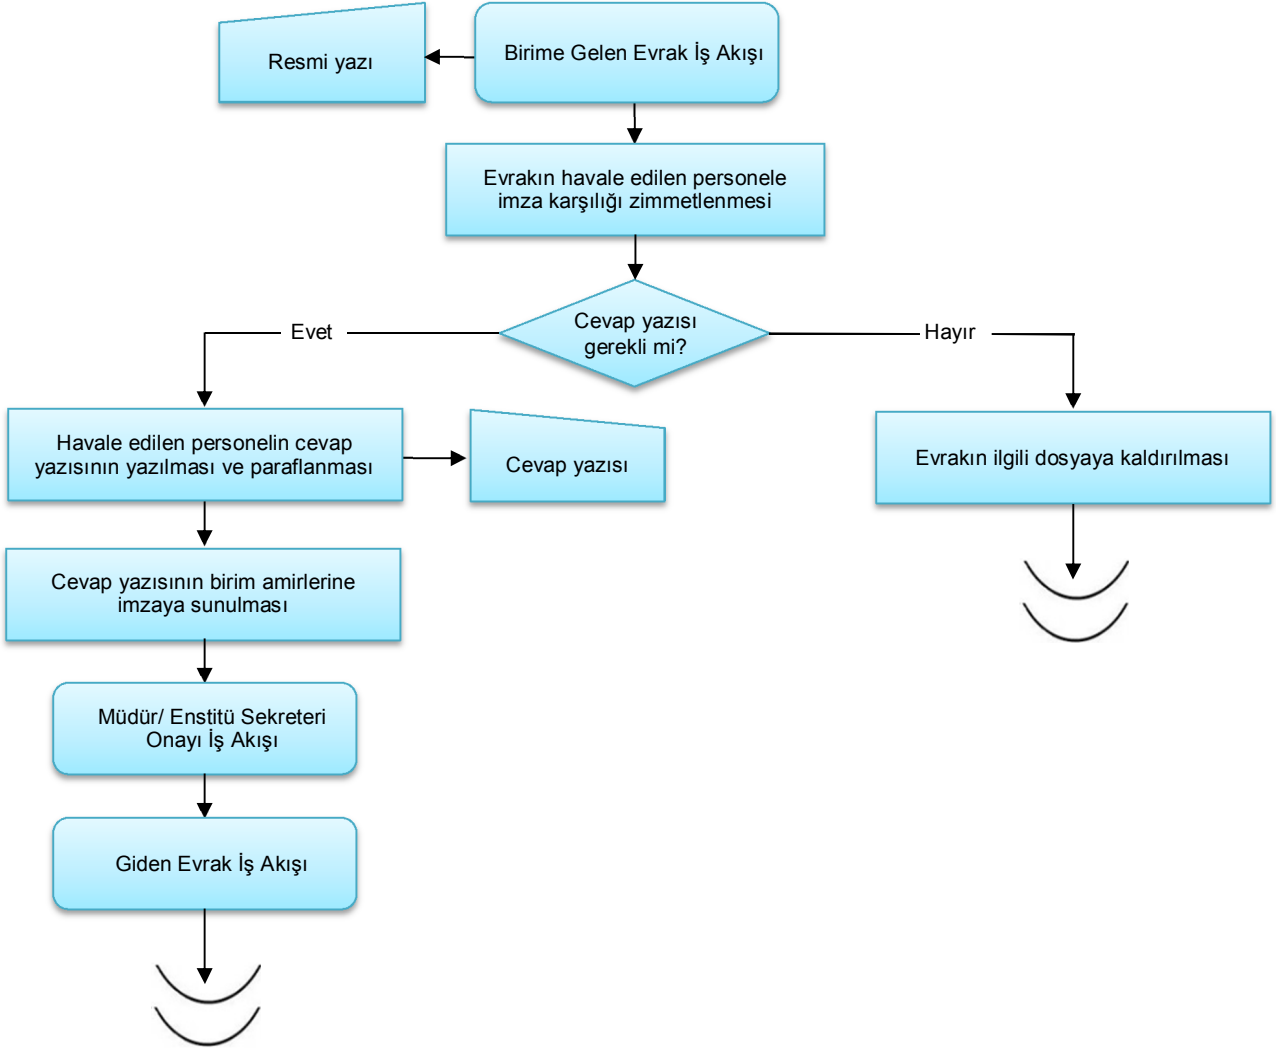 Resmi yazı
Birime Gelen Evrak İş Akışı
Evrakın havale edilen personele
imza karşılığı zimmetlenmesi
Cevap yazısı
gerekli mi?
Evet
Hayır
Havale edilen personelin cevap
yazısının yazılması ve paraflanması
Cevap yazısı
Evrakın ilgili dosyaya kaldırılması
Cevap yazısının birim amirlerine
imzaya sunulması
Müdür/ Enstitü Sekreteri
Onayı İş Akışı
Giden Evrak İş Akışı